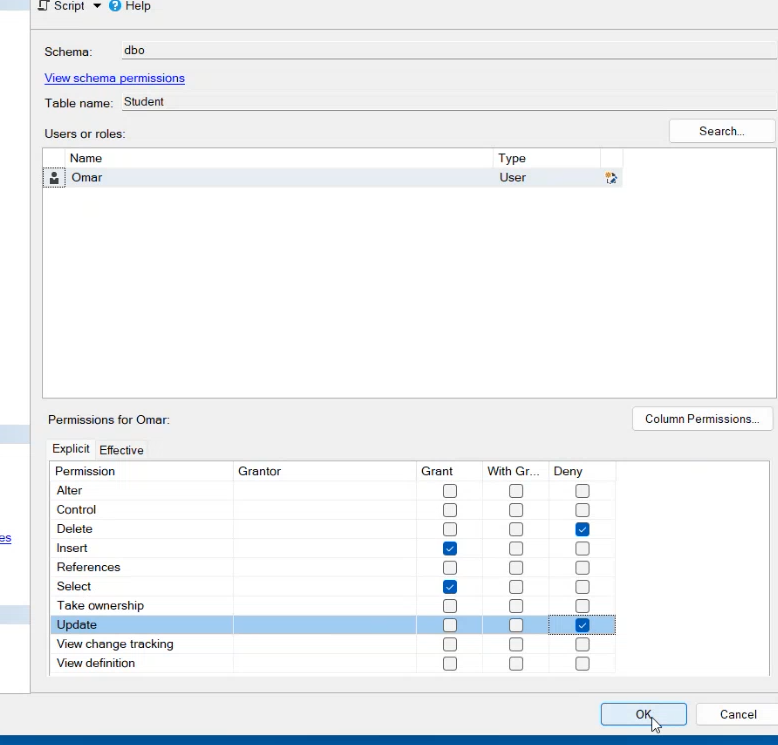 Script Help
Schema: dbo
View schema permissions
Table name: Student
Users or roles: Search...
Name Type
Omar User
Permissions for Omar: Column Permissions...
Explicit Effective
Permission Grantor Grant With Gr... Deny
Alter
Control
Delete
es
Insert
References
Select
Take ownership
Update
View change tracking
View definition
OK Cancel